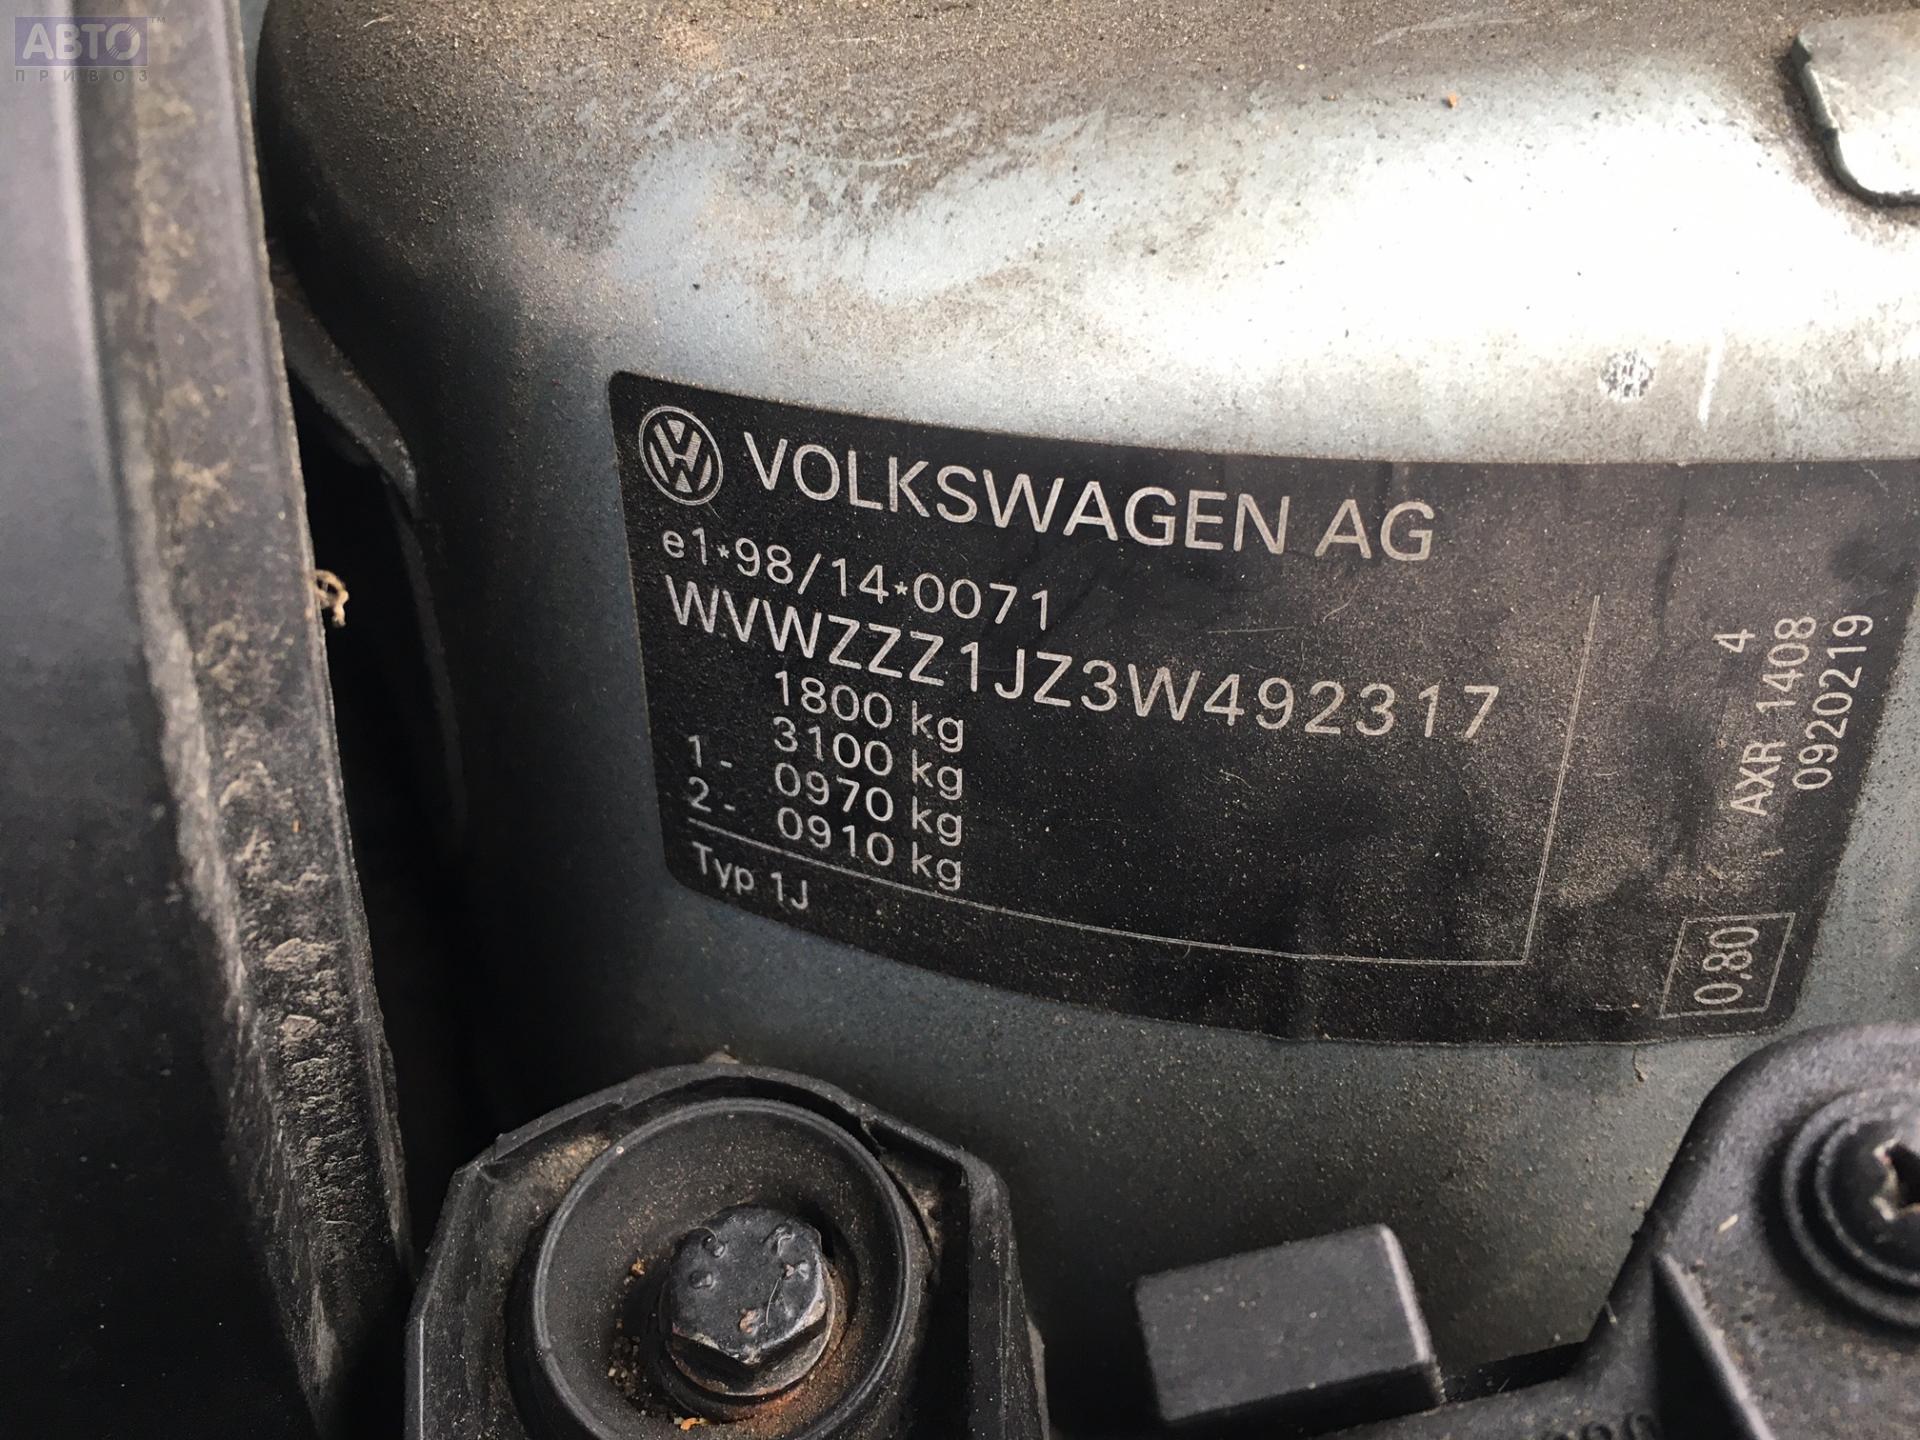 АВТО™
ПРИВОЗ
VOLKSWAGEN AG
e1*98/14*0071
WVWZZZ1JZ3W492317
1800 kg
3100 kg
1 - 0970 kg
2 - 0910 kg
Typ 1J
4
AXR 1408
0920219
0,80